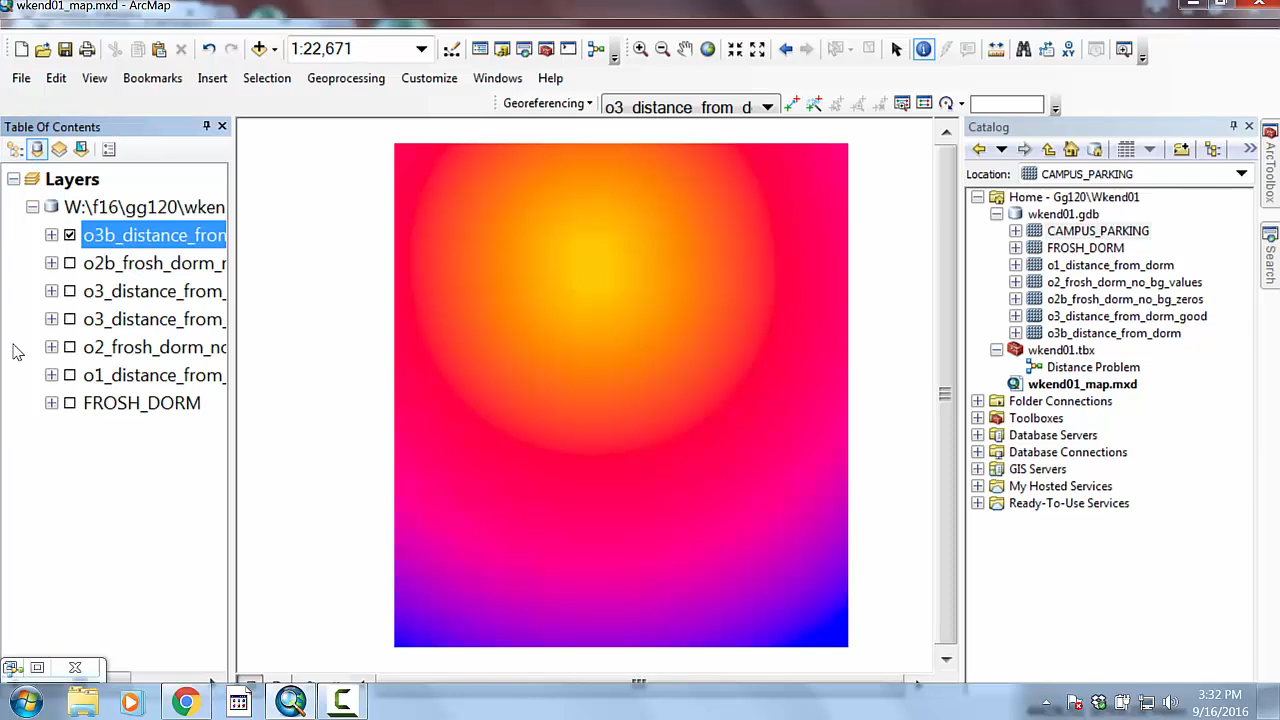 wkend01_map.mxd - ArcMap
1:22,671
File Edit View Bookmarks Insert Selection Geoprocessing Customize Windows Help
Georeferencing o3_distance_from_d
Table Of Contents
Layers
W:\f16\gg120\wken
o3b_distance_from
o2b_frosh_dorm_n
o3_distance_from_
o3_distance_from_
o2_frosh_dorm_no
o1_distance_from_
FROSH_DORM
Catalog
Location: CAMPUS_PARKING
Home - Gg120\Wkend01
wkend01.gdb
CAMPUS_PARKING
FROSH_DORM
o1_distance_from_dorm
o2_frosh_dorm_no_bg_values
o2b_frosh_dorm_no_bg_zeros
o3_distance_from_dorm_good
o3b_distance_from_dorm
wkend01.tbx
Distance Problem
wkend01_map.mxd
Folder Connections
Toolboxes
Database Servers
Database Connections
GIS Servers
My Hosted Services
Ready-To-Use Services
ArcToolbox
Search
3:32 PM
9/16/2016